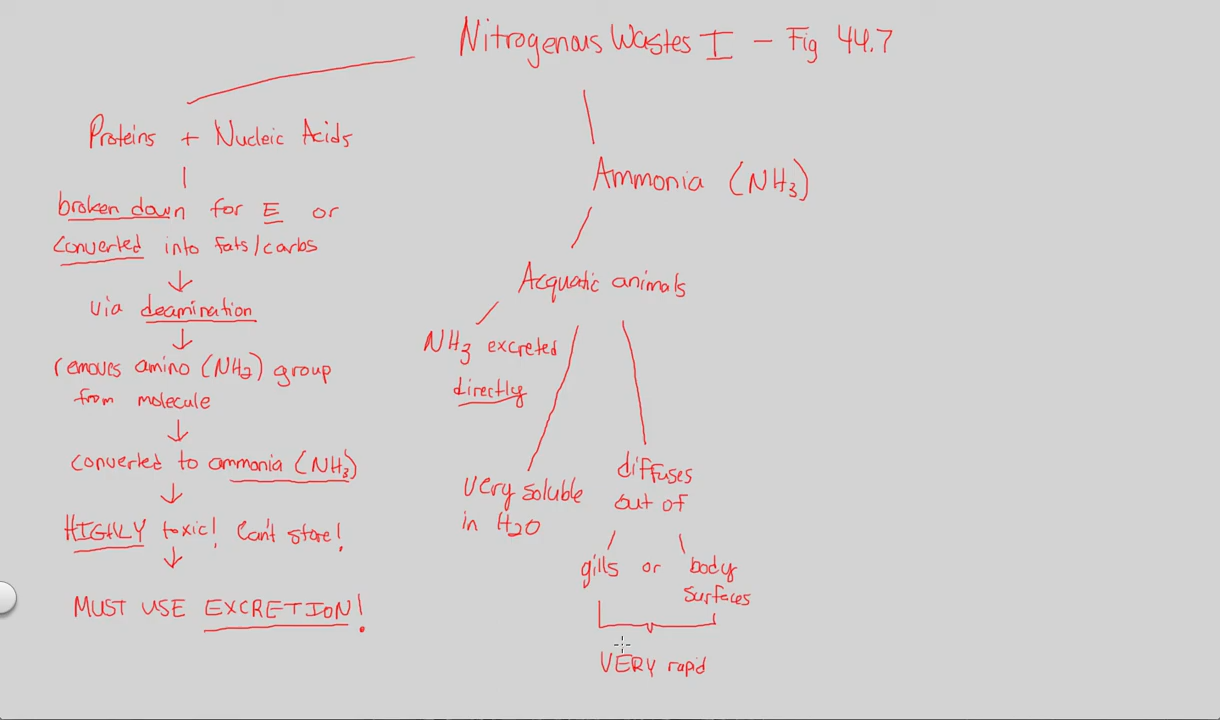 Nitrogenous Wastes I - Fig 44.7
Proteins + Nucleic Acids
broken down for E or
converted into fats/carbs
via deamination
removes amino (NH2) group
from molecule
converted to ammonia (NH3)
HIGHLY toxic! Can't store!
MUST USE EXCRETION!
Ammonia (NH3)
Acquatic animals
NH3 excreted
directly
very soluble
in H2O
diffuses
out of
gills or body
surfaces
VERY rapid